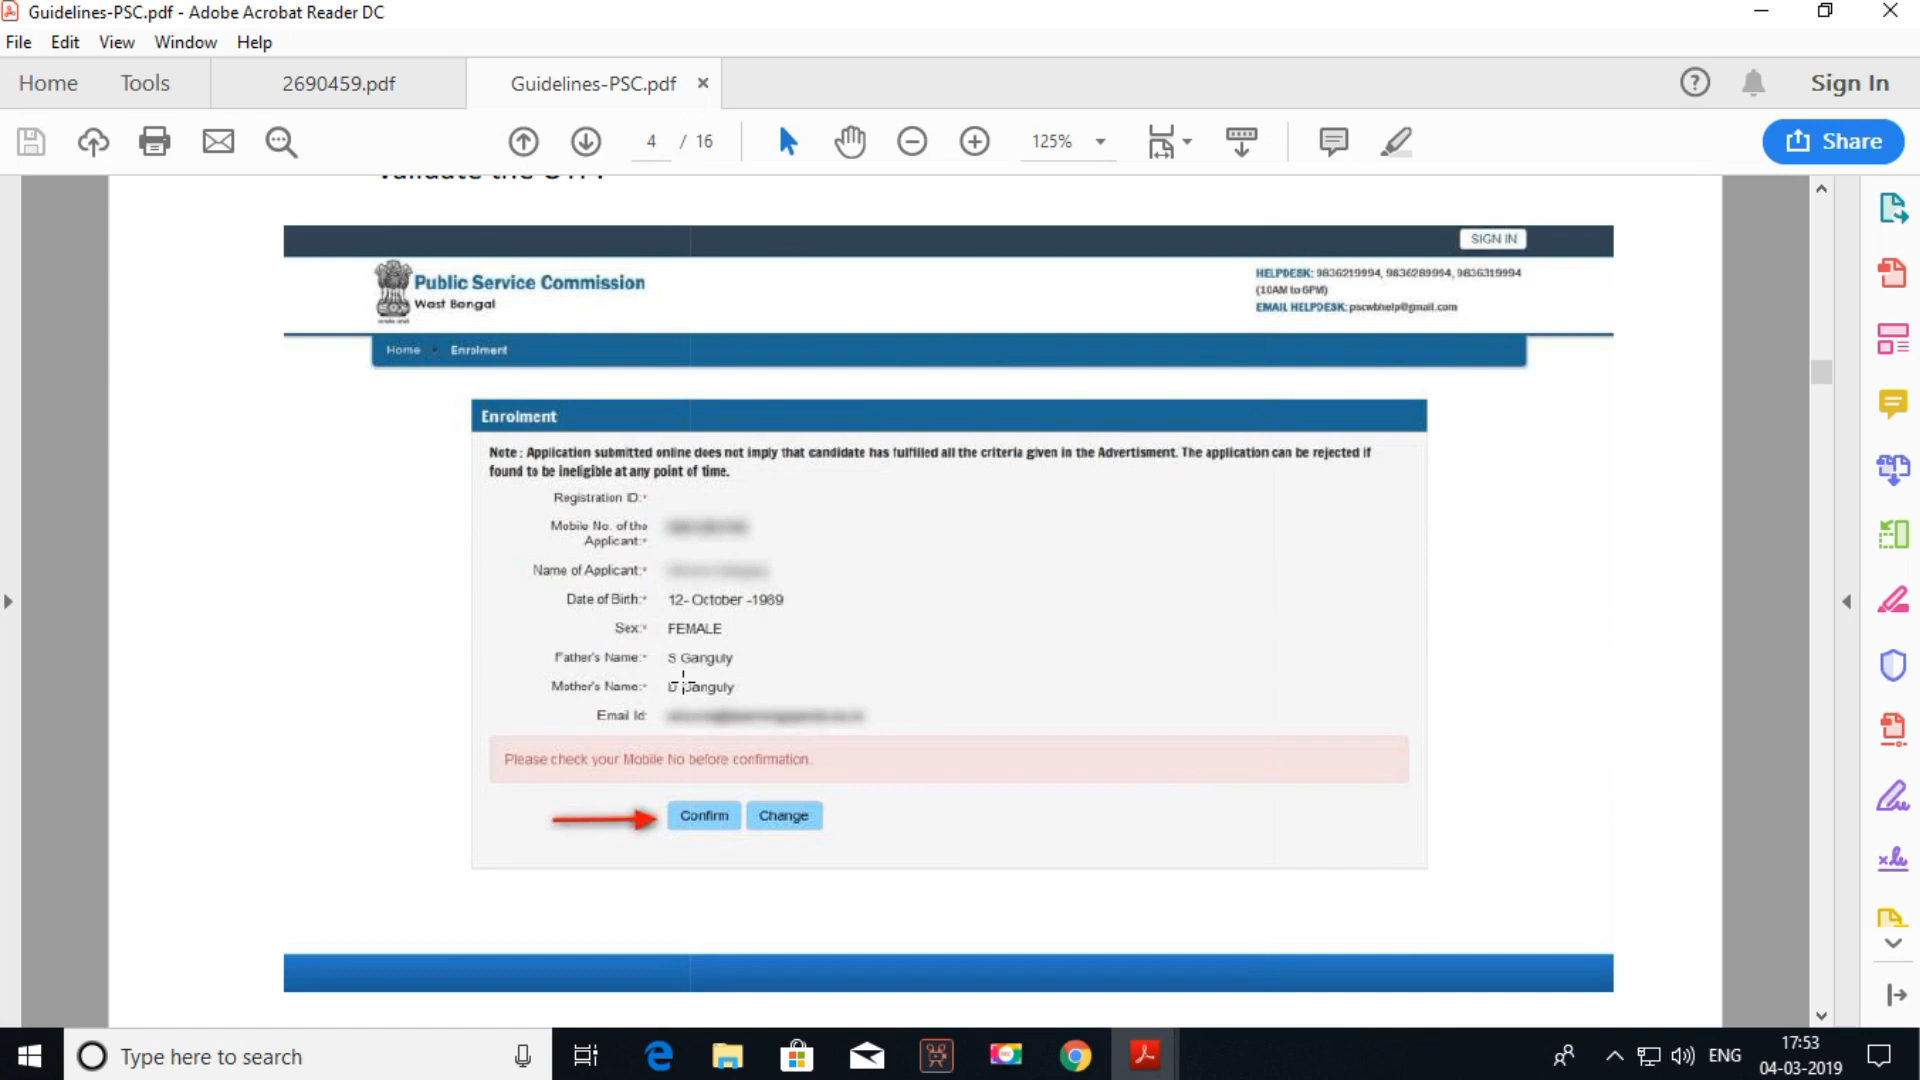 Guidelines-PSC.pdf - Adobe Acrobat Reader DC
File Edit View Window Help
Home Tools 2690459.pdf Guidelines-PSC.pdf × Sign In
4 / 16 125% Share
SIGN IN
Public Service Commission
West Bengal
HELPDESK: 9836219994, 9836289994, 9836319994
(10AM to 6PM)
EMAIL HELPDESK: pscwbhelp@gmail.com
Home Enrolment
Enrolment
Note : Application submitted online does not imply that candidate has fulfilled all the criteria given in the Advertisment. The application can be rejected if
found to be ineligible at any point of time.
Registration ID:*
Mobile No. of the
Applicant:*
Name of Applicant:*
Date of Birth:* 12- October -1989
Sex:* FEMALE
Father's Name:* S Ganguly
Mother's Name:* D Ganguly
Email Id:
Please check your Mobile No before confirmation.
Confirm Change
Type here to search
ENG
17:53
04-03-2019